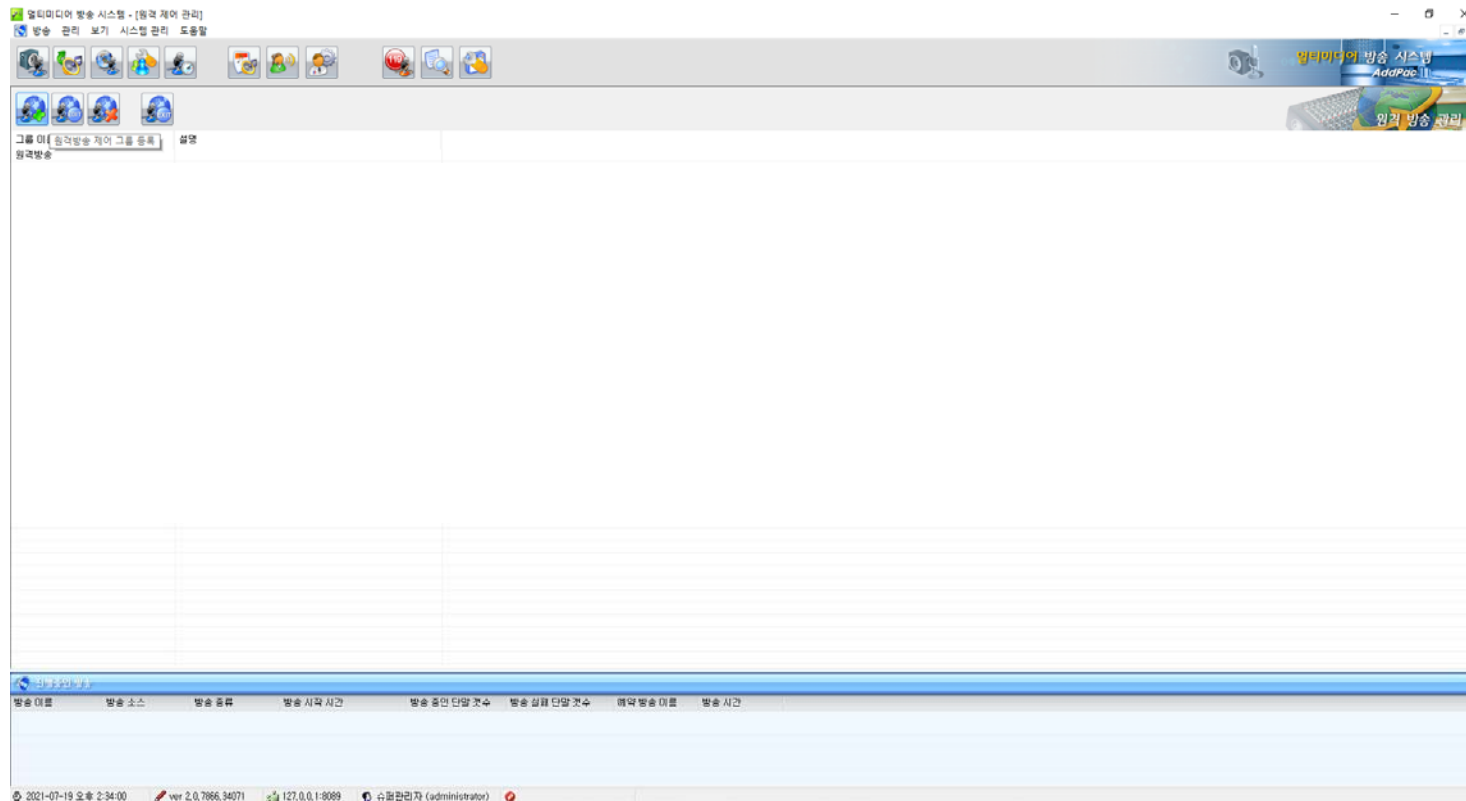 멀티미디어 방송 시스템 - [원격 제어 관리]
방송 관리 보기 시스템 관리 도움말
멀티미디어 방송 시스템
AddPac
원격 방송 관리
그룹 이
원격방송 제어 그룹 등록
설명
원격방송
진행중인 방송
방송 이름 방송 소스 방송 종류 방송 시작 시간 방송 중인 단말 갯수 방송 실패 단말 갯수 예약 방송 이름 방송 시간
2021-07-19 오후 2:34:00 ver 2.0.7866.34071 127.0.0.1:8089 슈퍼관리자 (administrator)